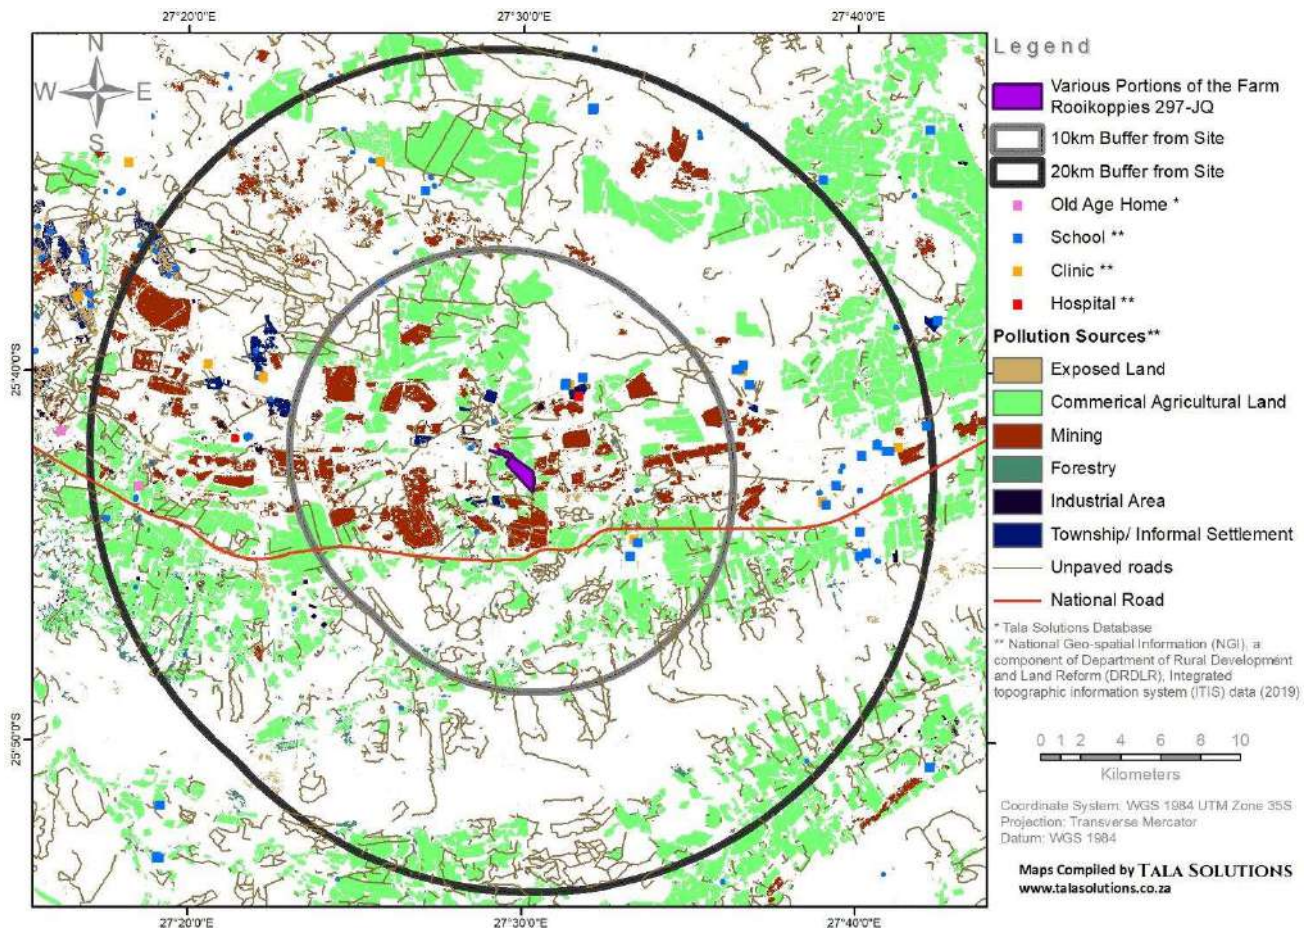 27°20'0"E
27°30'0"E
27°40'0"E
N
W
E
S
25°40'0"S
25°50'0"S
25°40'0"S
27°20'0"E
27°30'0"E
27°40'0"E
Legend
Various Portions of the Farm
Rooikoppies 297-JQ
10km Buffer from Site
20km Buffer from Site
Old Age Home *
School **
Clinic **
Hospital **
Pollution Sources**
Exposed Land
Commerical Agricultural Land
Mining
Forestry
Industrial Area
Township/ Informal Settlement
Unpaved roads
National Road
* Tala Solutions Database
** National Geo-spatial Information (NGI), a
component of Department of Rural Development
and Land Reform (DRDLR), Integrated
topographic information system (ITIS) data (2019)
0 1 2 4 6 8 10
Kilometers
Coordinate System: WGS 1984 UTM Zone 35S
Projection: Transverse Mercator
Datum: WGS 1984
Maps Compiled by TALA SOLUTIONS
www.talasolutions.co.za